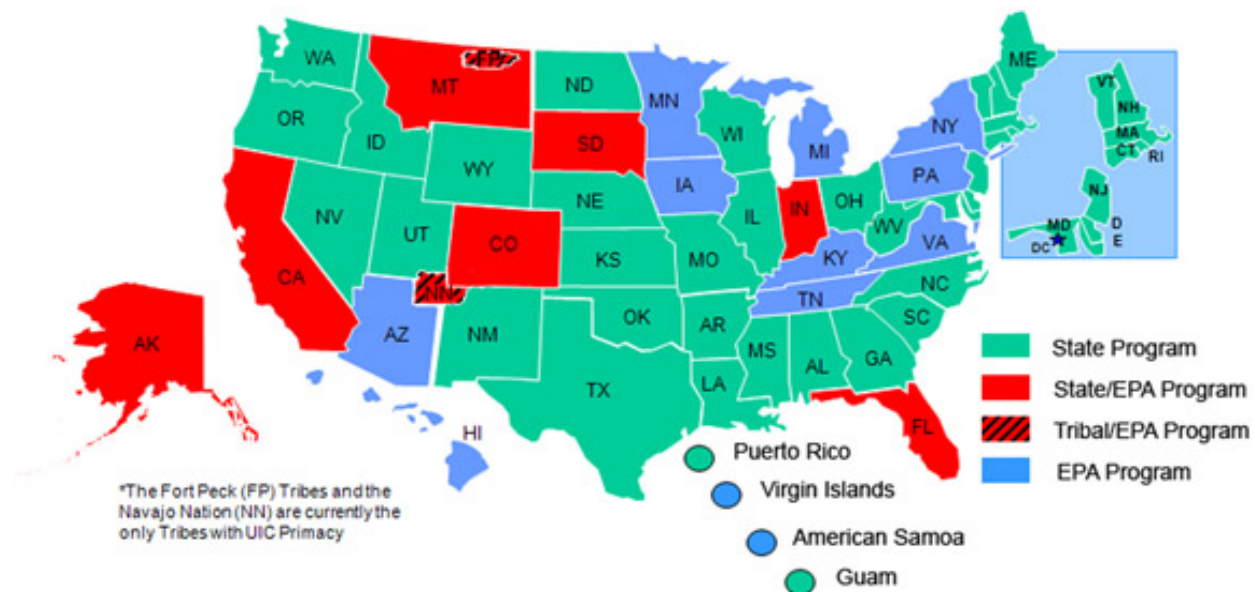 WA
OR
ID
MT
FP
ND
SD
MN
WI
MI
NY
ME
VT
NH
MA
CT
RI
NJ
MD
D
E
DC
WY
NE
IA
PA
NV
UT
CO
KS
IL
IN
OH
WV
VA
MO
KY
CA
AZ
NN
NM
OK
AR
TN
NC
SC
MS
AL
GA
LA
TX
FL
AK
HI
State Program
State/EPA Program
Tribal/EPA Program
EPA Program
Puerto Rico
Virgin Islands
American Samoa
Guam
*The Fort Peck (FP) Tribes and the
Navajo Nation (NN) are currently the
only Tribes with UIC Primacy